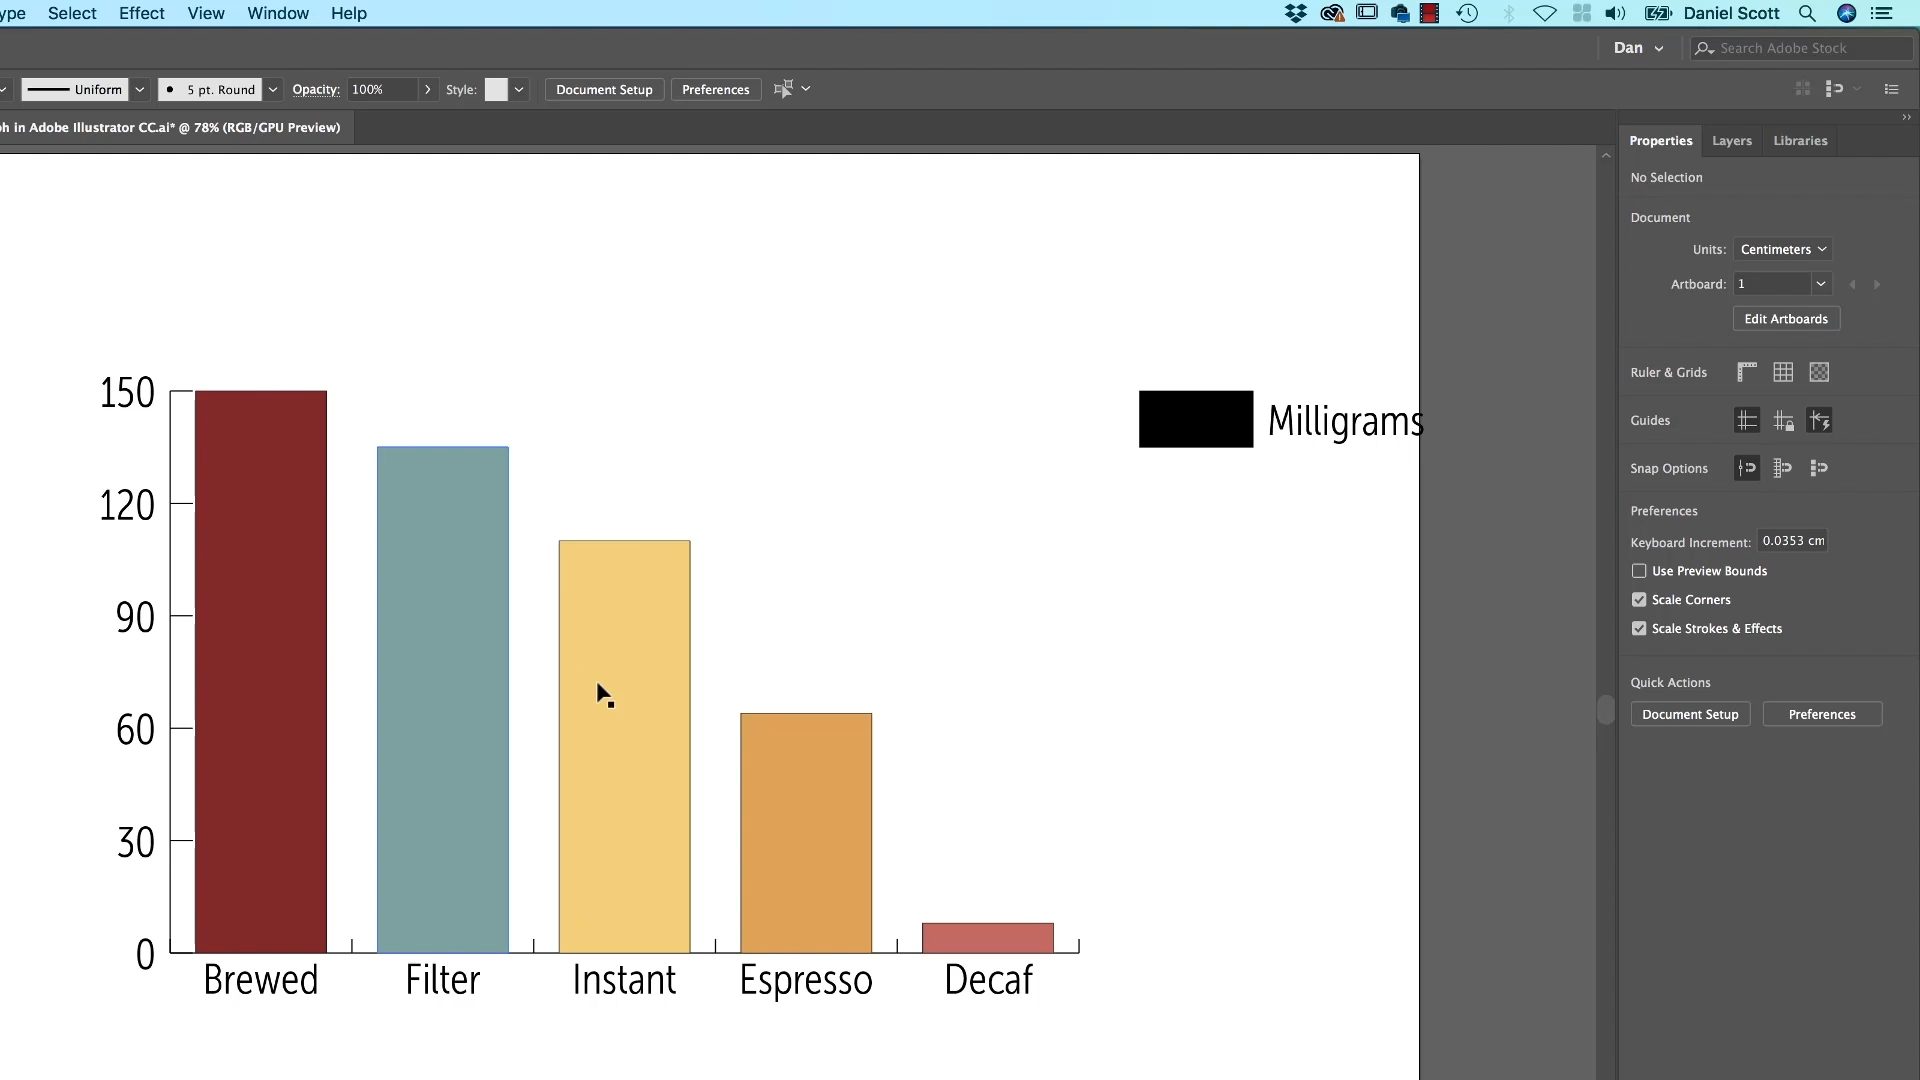 ype Select Effect View Window Help
Daniel Scott
Dan
Search Adobe Stock
Uniform
5 pt. Round
Opacity: 100%
Style:
Document Setup
Preferences
ph in Adobe Illustrator CC.ai* @ 78% (RGB/GPU Preview)
Properties Layers Libraries
No Selection
Document
Units: Centimeters
Artboard: 1
Edit Artboards
Ruler & Grids
Guides
Snap Options
Preferences
Keyboard Increment: 0.0353 cm
Use Preview Bounds
Scale Corners
Scale Strokes & Effects
Quick Actions
Document Setup Preferences
150
120
90
60
30
0
Milligrams
Brewed Filter Instant Espresso Decaf